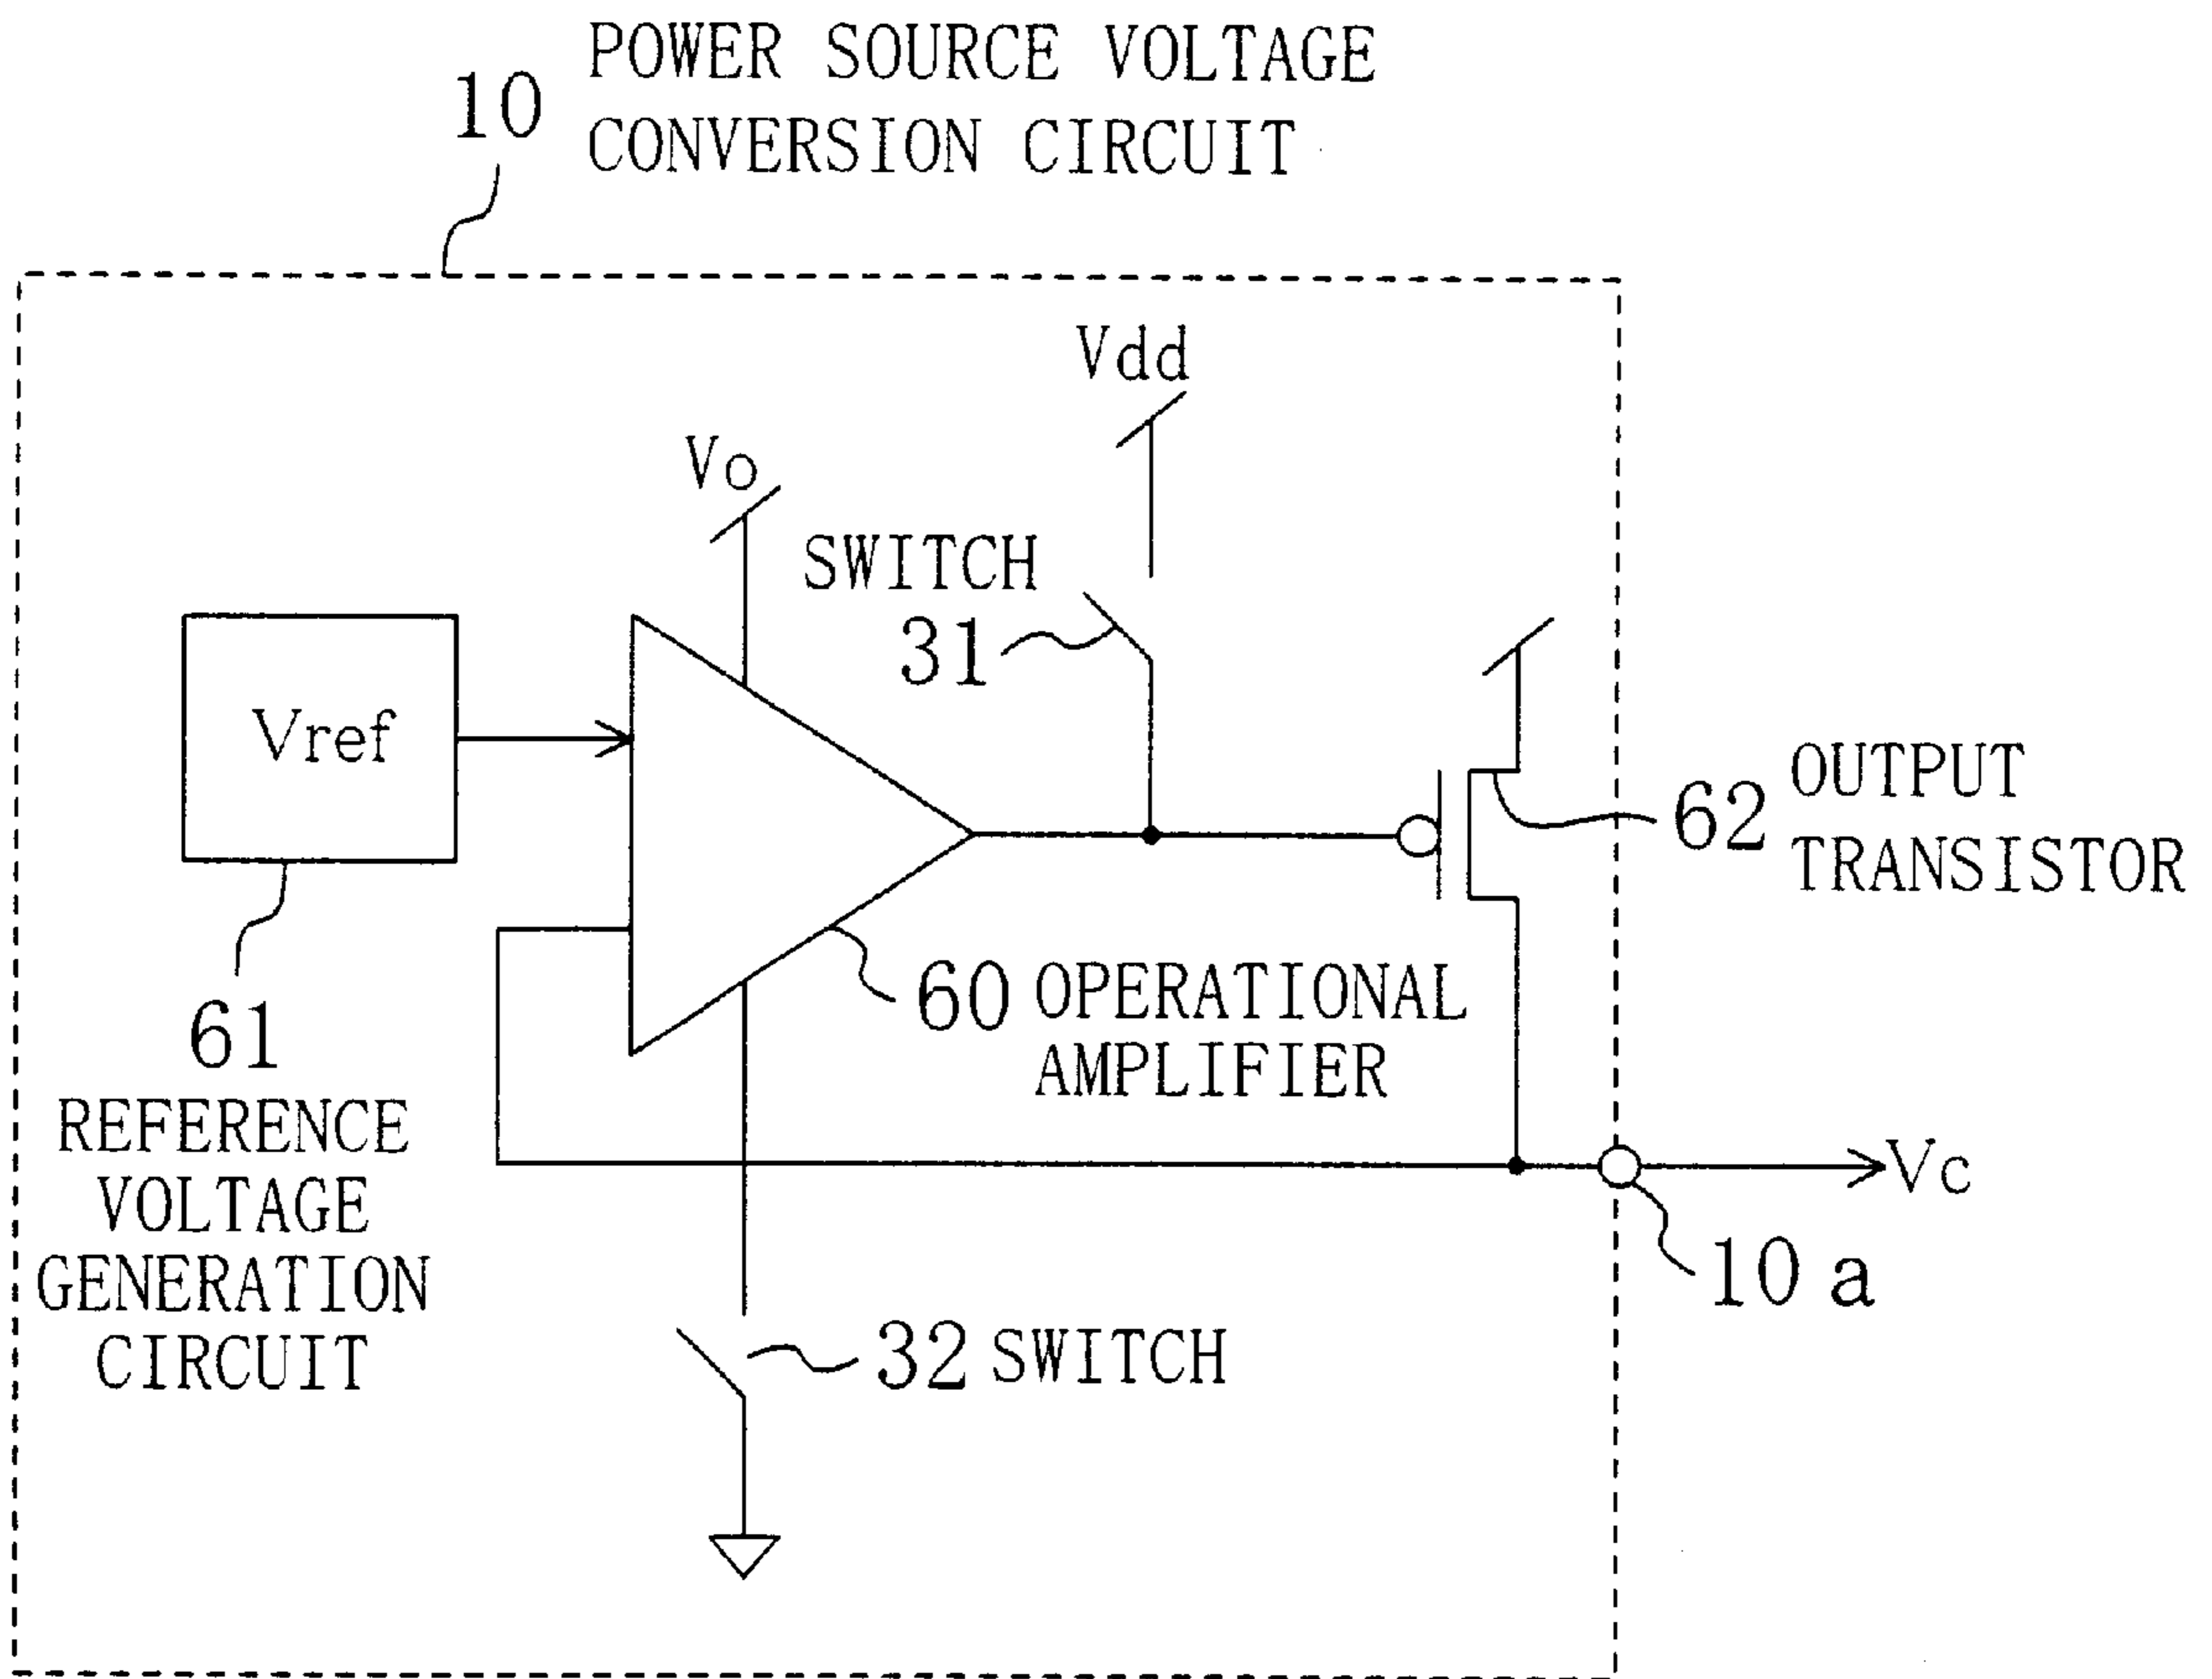 10 POWER SOURCE VOLTAGE
CONVERSION CIRCUIT
Vdd
Vo
SWITCH
31
Vref
62 OUTPUT
TRANSISTOR
60 OPERATIONAL
AMPLIFIER
61
REFERENCE
VOLTAGE
GENERATION
CIRCUIT
Vc
10 a
32 SWITCH